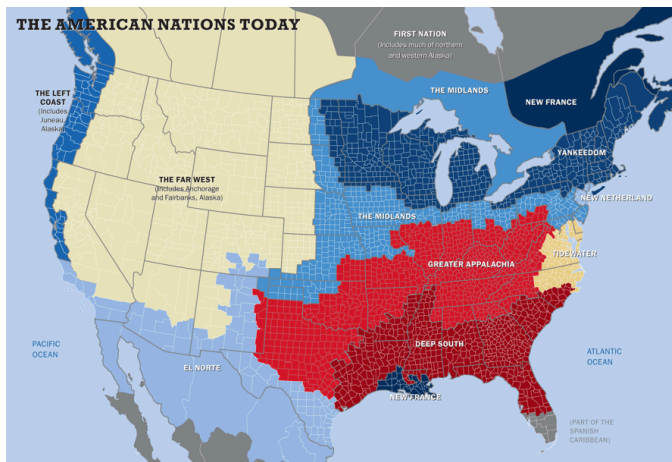 THE AMERICAN NATIONS TODAY
FIRST NATION
(Includes much of northern
and western Alaska)
THE LEFT
COAST
(Includes
Juneau,
Alaska)
THE MIDLANDS
NEW FRANCE
YANKEEDOM
THE FAR WEST
(Includes Anchorage
and Fairbanks, Alaska)
NEW NETHERLAND
THE MIDLANDS
TIDEWATER
GREATER APPALACHIA
PACIFIC
OCEAN
DEEP SOUTH
ATLANTIC
OCEAN
EL NORTE
NEW FRANCE
(PART OF THE
SPANISH
CARIBBEAN)